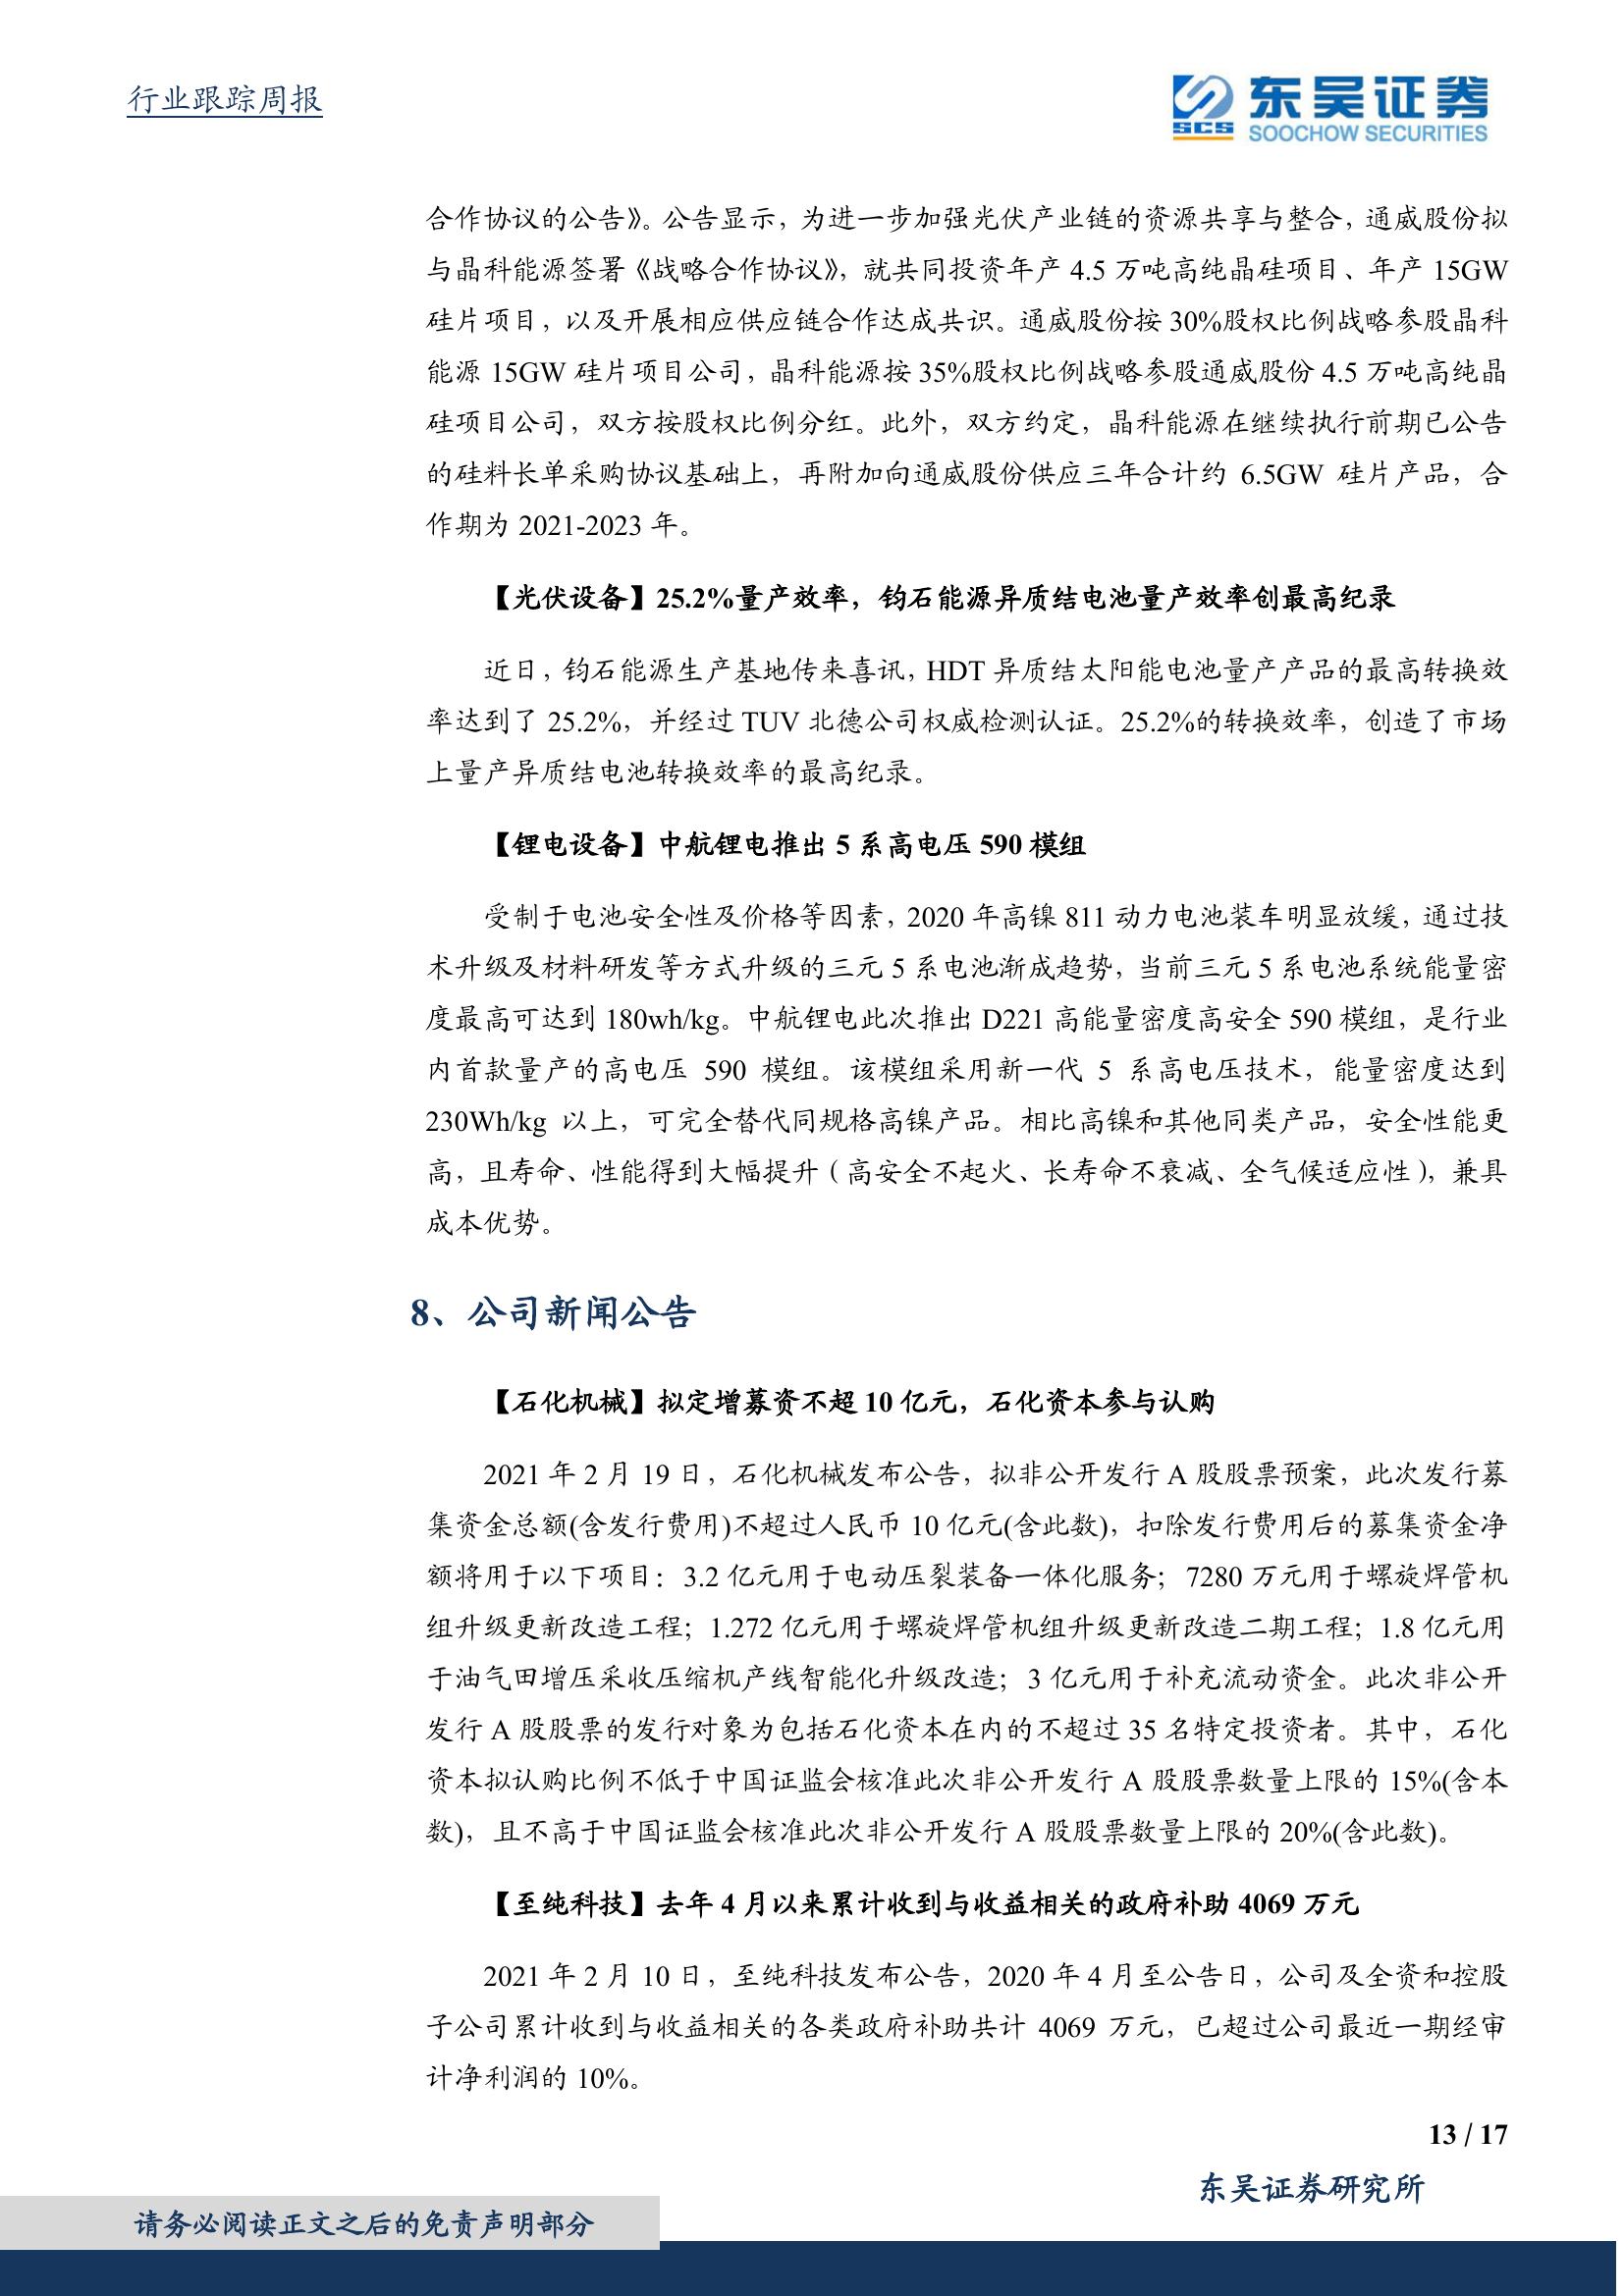 行业跟踪周报
SCS
东吴证券
SOOCHOW SECURITIES
合作协议的公告》。公告显示，为进一步加强光伏产业链的资源共享与整合，通威股份拟
与晶科能源签署《战略合作协议》，就共同投资年产 4.5 万吨高纯晶硅项目、年产 15GW
硅片项目，以及开展相应供应链合作达成共识。通威股份按 30%股权比例战略参股晶科
能源 15GW 硅片项目公司，晶科能源按 35%股权比例战略参股通威股份 4.5 万吨高纯晶
硅项目公司，双方按股权比例分红。此外，双方约定，晶科能源在继续执行前期已公告
的硅料长单采购协议基础上，再附加向通威股份供应三年合计约 6.5GW 硅片产品，合
作期为 2021-2023 年。
【光伏设备】25.2%量产效率，钧石能源异质结电池量产效率创最高纪录
近日，钧石能源生产基地传来喜讯，HDT 异质结太阳能电池量产产品的最高转换效
率达到了 25.2%，并经过 TUV 北德公司权威检测认证。25.2%的转换效率，创造了市场
上量产异质结电池转换效率的最高纪录。
【锂电设备】中航锂电推出 5 系高电压 590 模组
受制于电池安全性及价格等因素，2020 年高镍 811 动力电池装车明显放缓，通过技
术升级及材料研发等方式升级的三元 5 系电池渐成趋势，当前三元 5 系电池系统能量密
度最高可达到 180wh/kg。中航锂电此次推出 D221 高能量密度高安全 590 模组，是行业
内首款量产的高电压 590 模组。该模组采用新一代 5 系高电压技术，能量密度达到
230Wh/kg 以上，可完全替代同规格高镍产品。相比高镍和其他同类产品，安全性能更
高，且寿命、性能得到大幅提升（高安全不起火、长寿命不衰减、全气候适应性），兼具
成本优势。
8、公司新闻公告
【石化机械】拟定增募资不超 10 亿元，石化资本参与认购
2021 年 2 月 19 日，石化机械发布公告，拟非公开发行 A 股股票预案，此次发行募
集资金总额(含发行费用)不超过人民币 10 亿元(含此数)，扣除发行费用后的募集资金净
额将用于以下项目：3.2 亿元用于电动压裂装备一体化服务；7280 万元用于螺旋焊管机
组升级更新改造工程；1.272 亿元用于螺旋焊管机组升级更新改造二期工程；1.8 亿元用
于油气田增压采收压缩机产线智能化升级改造；3 亿元用于补充流动资金。此次非公开
发行 A 股股票的发行对象为包括石化资本在内的不超过 35 名特定投资者。其中，石化
资本拟认购比例不低于中国证监会核准此次非公开发行 A 股股票数量上限的 15%(含本
数)，且不高于中国证监会核准此次非公开发行 A 股股票数量上限的 20%(含此数)。
【至纯科技】去年 4 月以来累计收到与收益相关的政府补助 4069 万元
2021 年 2 月 10 日，至纯科技发布公告，2020 年 4 月至公告日，公司及全资和控股
子公司累计收到与收益相关的各类政府补助共计 4069 万元，已超过公司最近一期经审
计净利润的 10%。
13 / 17
东吴证券研究所
请务必阅读正文之后的免责声明部分